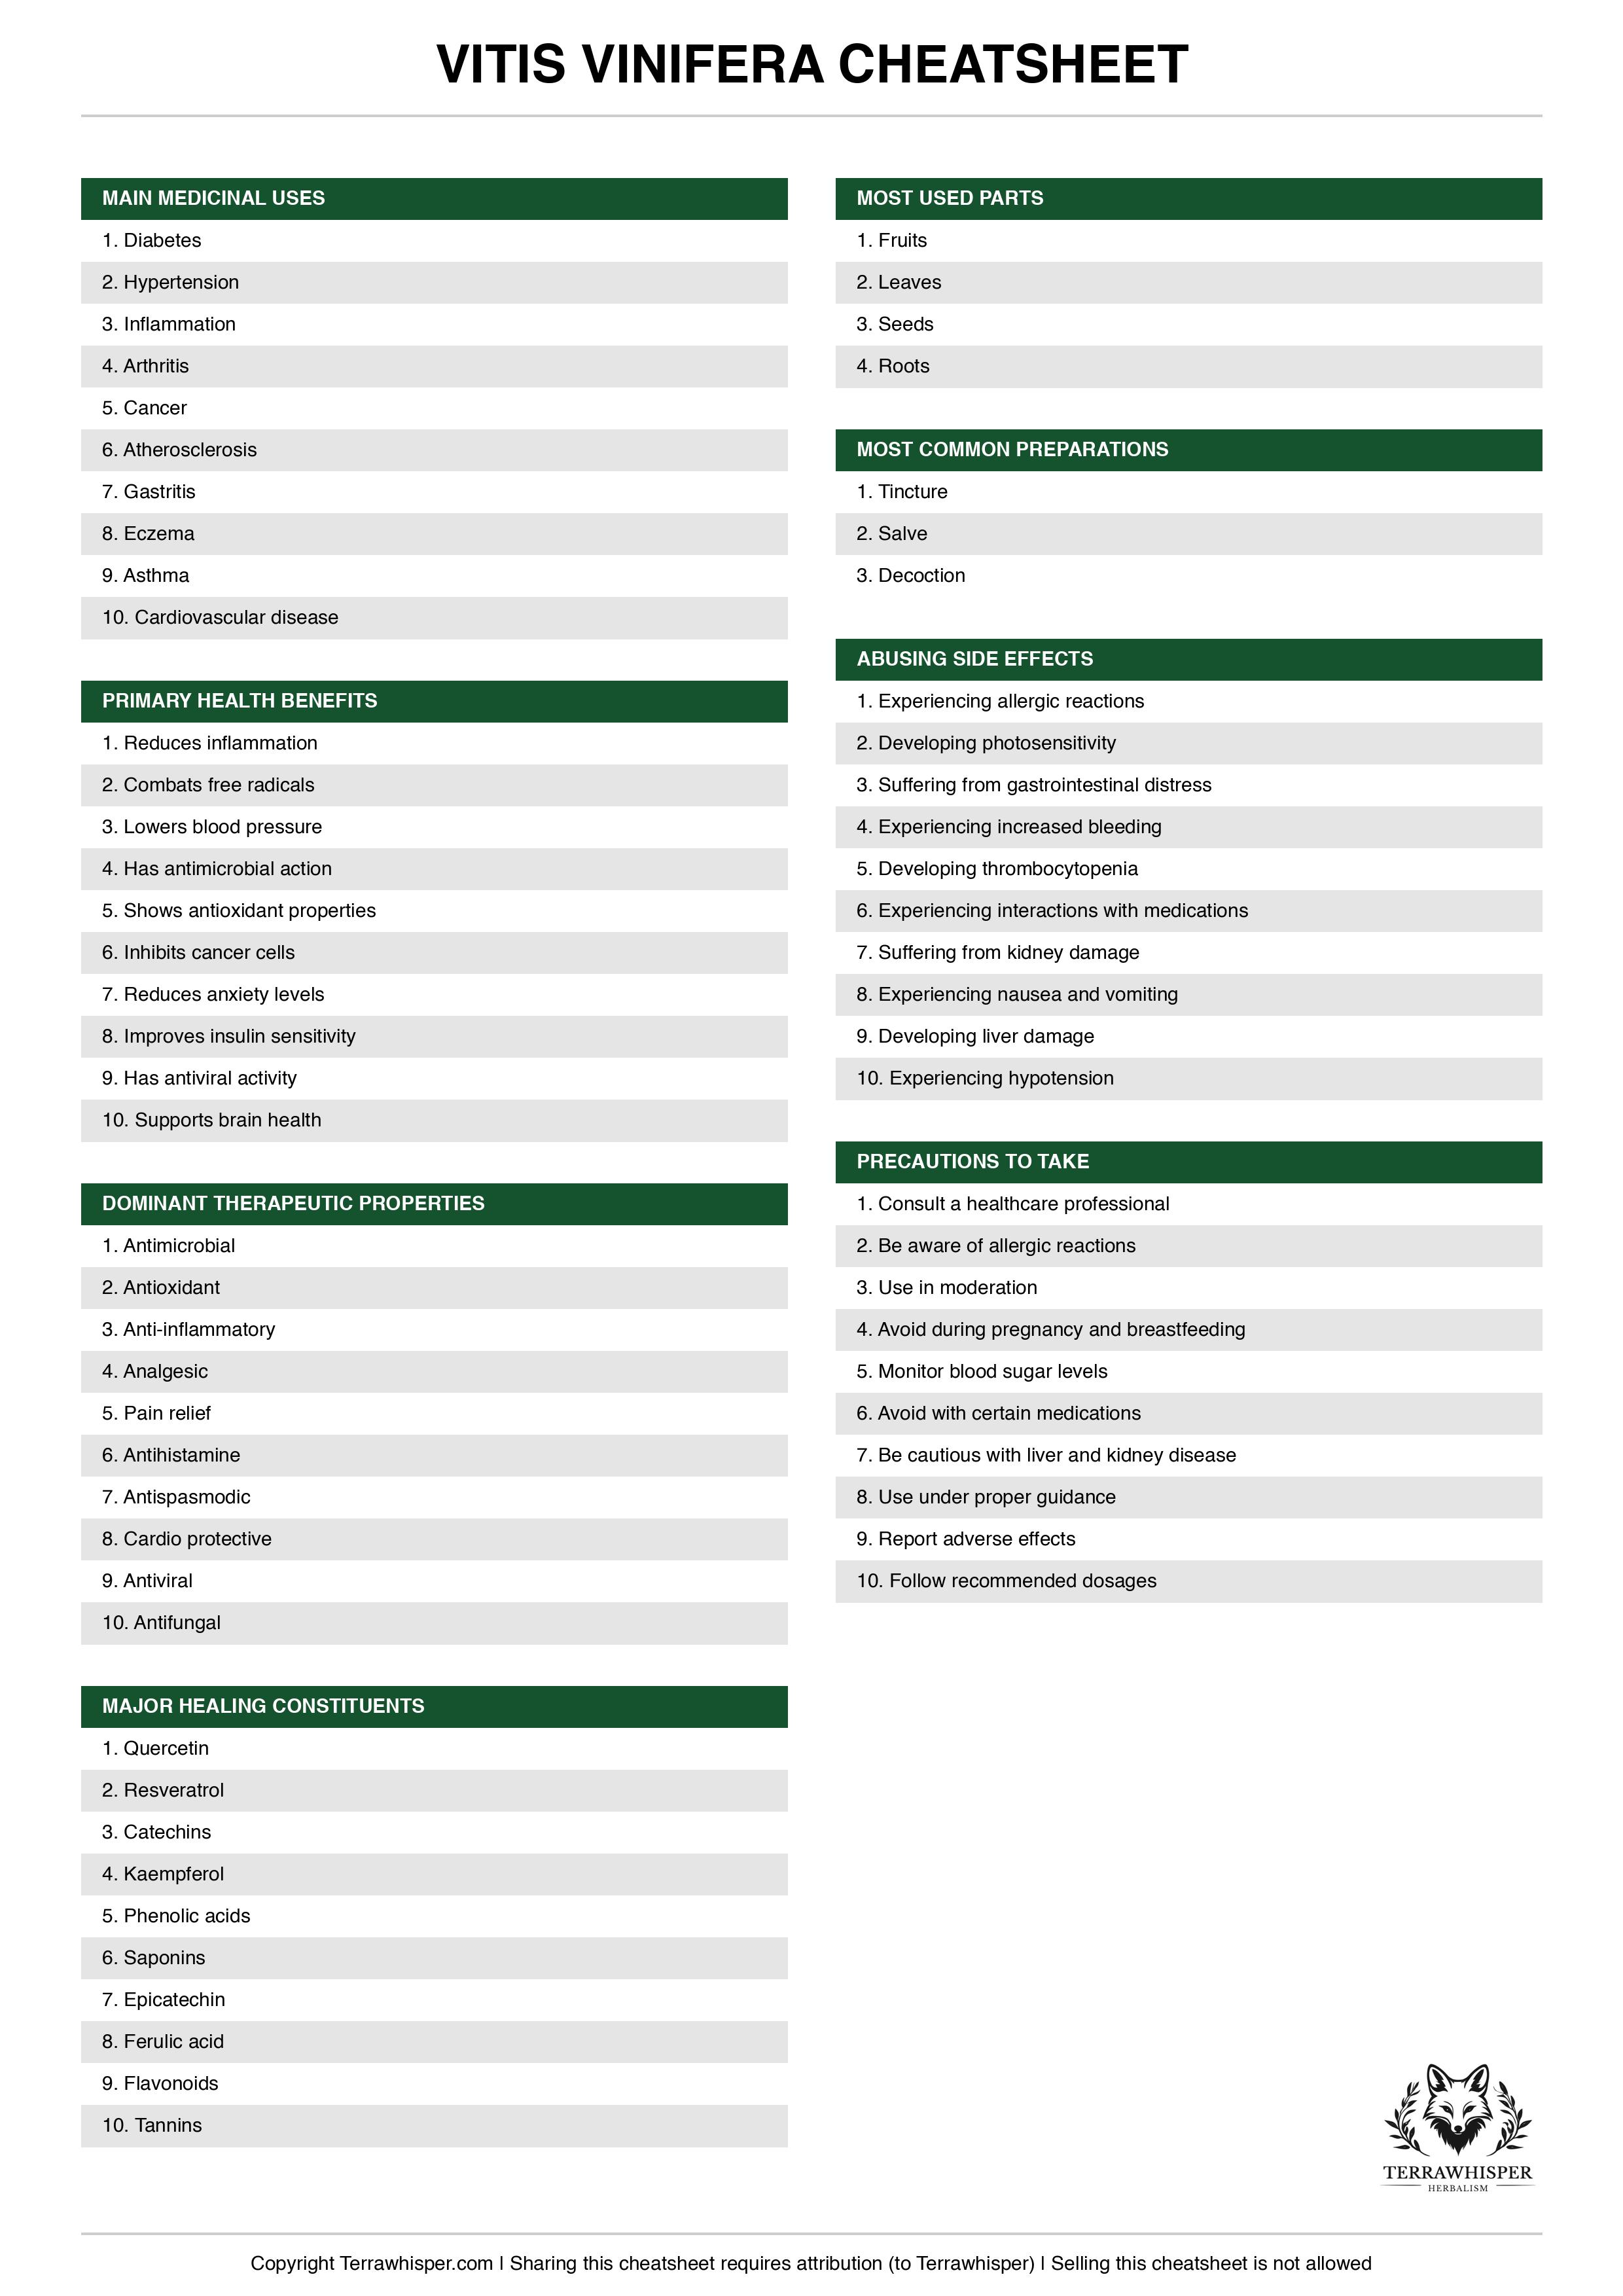 VITIS VINIFERA CHEATSHEET
MAIN MEDICINAL USES
1. Diabetes
2. Hypertension
3. Inflammation
4. Arthritis
5. Cancer
6. Atherosclerosis
7. Gastritis
8. Eczema
9. Asthma
10. Cardiovascular disease
PRIMARY HEALTH BENEFITS
1. Reduces inflammation
2. Combats free radicals
3. Lowers blood pressure
4. Has antimicrobial action
5. Shows antioxidant properties
6. Inhibits cancer cells
7. Reduces anxiety levels
8. Improves insulin sensitivity
9. Has antiviral activity
10. Supports brain health
DOMINANT THERAPEUTIC PROPERTIES
1. Antimicrobial
2. Antioxidant
3. Anti-inflammatory
4. Analgesic
5. Pain relief
6. Antihistamine
7. Antispasmodic
8. Cardio protective
9. Antiviral
10. Antifungal
MAJOR HEALING CONSTITUENTS
1. Quercetin
2. Resveratrol
3. Catechins
4. Kaempferol
5. Phenolic acids
6. Saponins
7. Epicatechin
8. Ferulic acid
9. Flavonoids
10. Tannins
MOST USED PARTS
1. Fruits
2. Leaves
3. Seeds
4. Roots
MOST COMMON PREPARATIONS
1. Tincture
2. Salve
3. Decoction
ABUSING SIDE EFFECTS
1. Experiencing allergic reactions
2. Developing photosensitivity
3. Suffering from gastrointestinal distress
4. Experiencing increased bleeding
5. Developing thrombocytopenia
6. Experiencing interactions with medications
7. Suffering from kidney damage
8. Experiencing nausea and vomiting
9. Developing liver damage
10. Experiencing hypotension
PRECAUTIONS TO TAKE
1. Consult a healthcare professional
2. Be aware of allergic reactions
3. Use in moderation
4. Avoid during pregnancy and breastfeeding
5. Monitor blood sugar levels
6. Avoid with certain medications
7. Be cautious with liver and kidney disease
8. Use under proper guidance
9. Report adverse effects
10. Follow recommended dosages
TERRAWHISPER
HERBALISM
Copyright Terrawhisper.com | Sharing this cheatsheet requires attribution (to Terrawhisper) | Selling this cheatsheet is not allowed